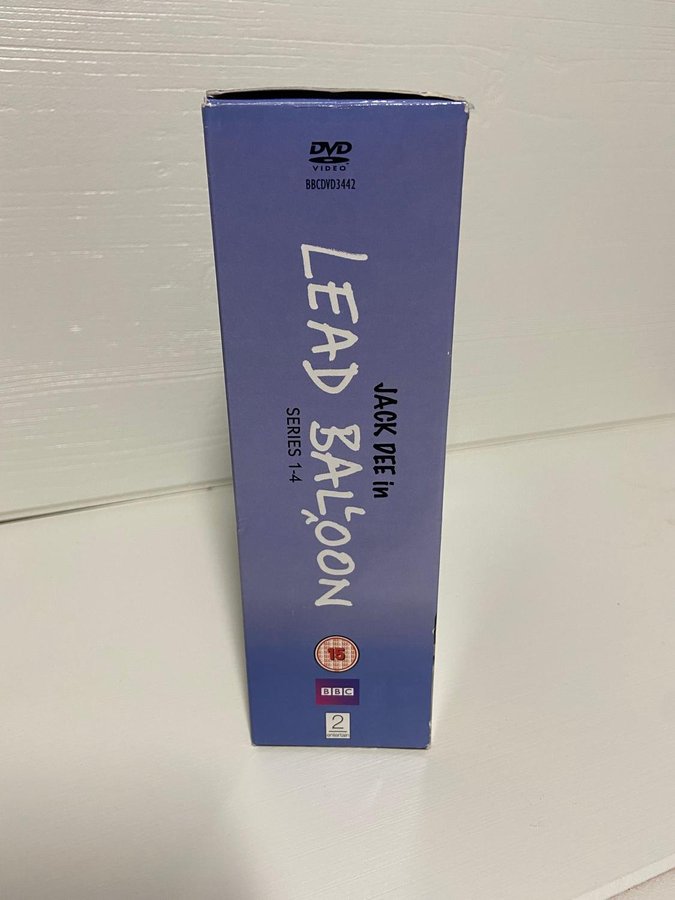 DVD
VIDEO
BBCDVD3442
JACK DEE in
LEAD BALLOON
SERIES 1-4
15
BBC
2
entertain